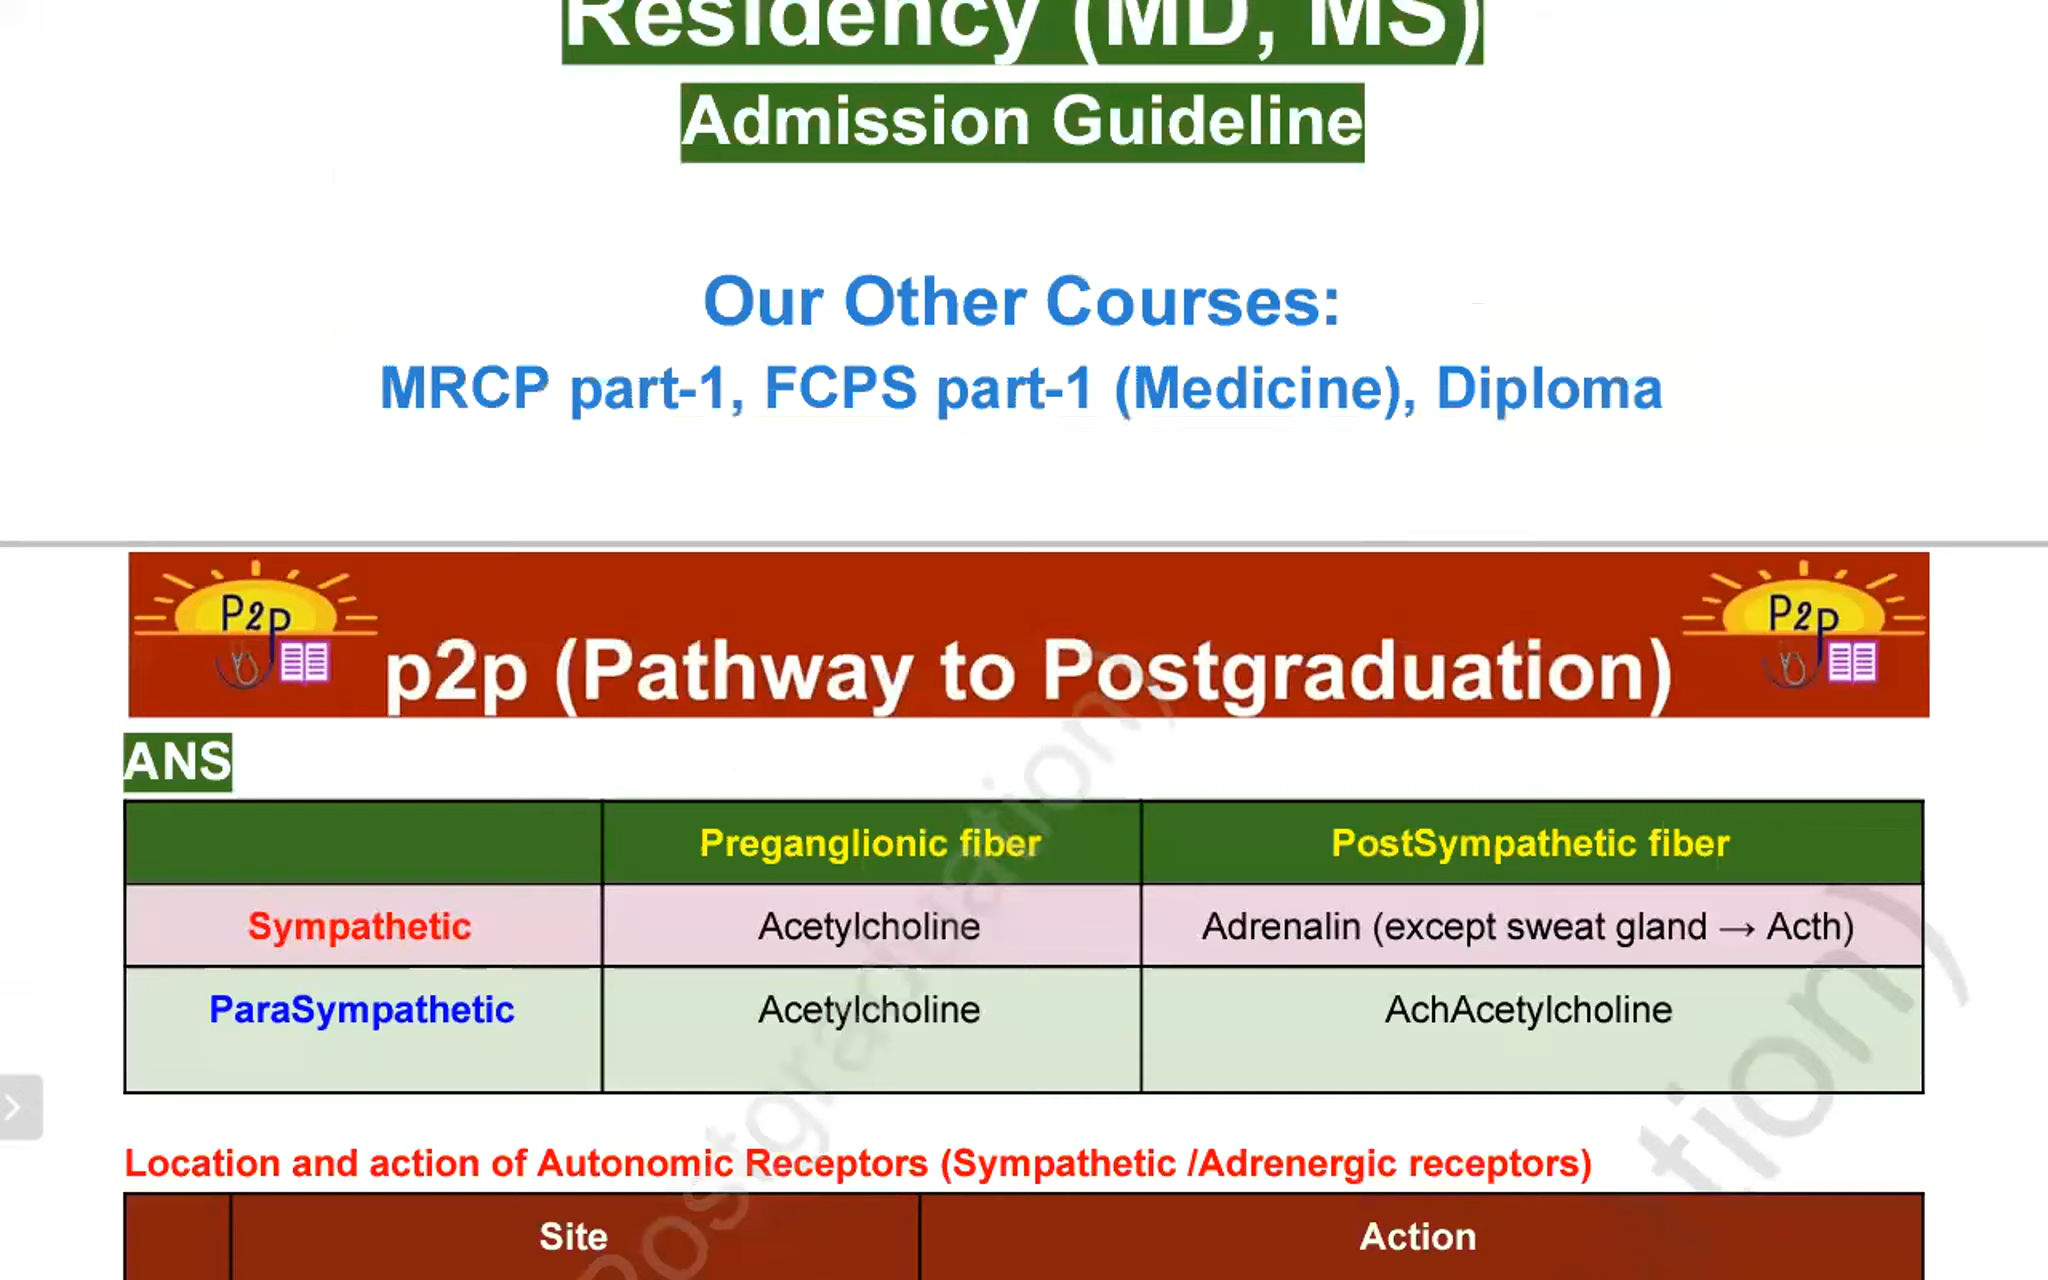 Residency (MD, MS)
Admission Guideline
Our Other Courses:
MRCP part-1, FCPS part-1 (Medicine), Diploma
P2P
P2P
p2p (Pathway to Postgraduation)
ANS
Preganglionic fiber PostSympathetic fiber
Sympathetic Acetylcholine Adrenalin (except sweat gland → Acth)
ParaSympathetic Acetylcholine AchAcetylcholine
Location and action of Autonomic Receptors (Sympathetic /Adrenergic receptors)
Site Action
Postgraduation)
tion)